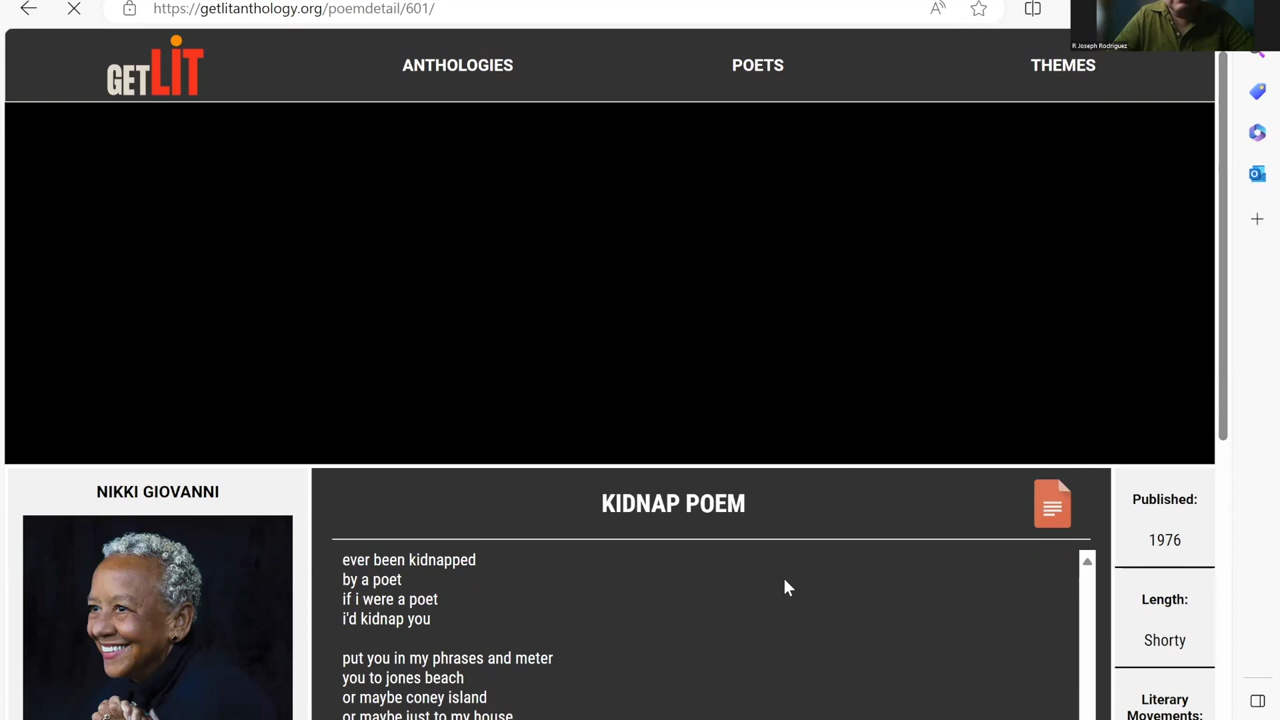 https://getlitanthology.org/poemdetail/601/
R Joseph Rodriguez
GET LIT
ANTHOLOGIES
POETS
THEMES
NIKKI GIOVANNI
KIDNAP POEM
ever been kidnapped
by a poet
if i were a poet
i'd kidnap you
put you in my phrases and meter
you to jones beach
or maybe coney island
or maybe just to my house
Published:
1976
Length:
Shorty
Literary
Movements: